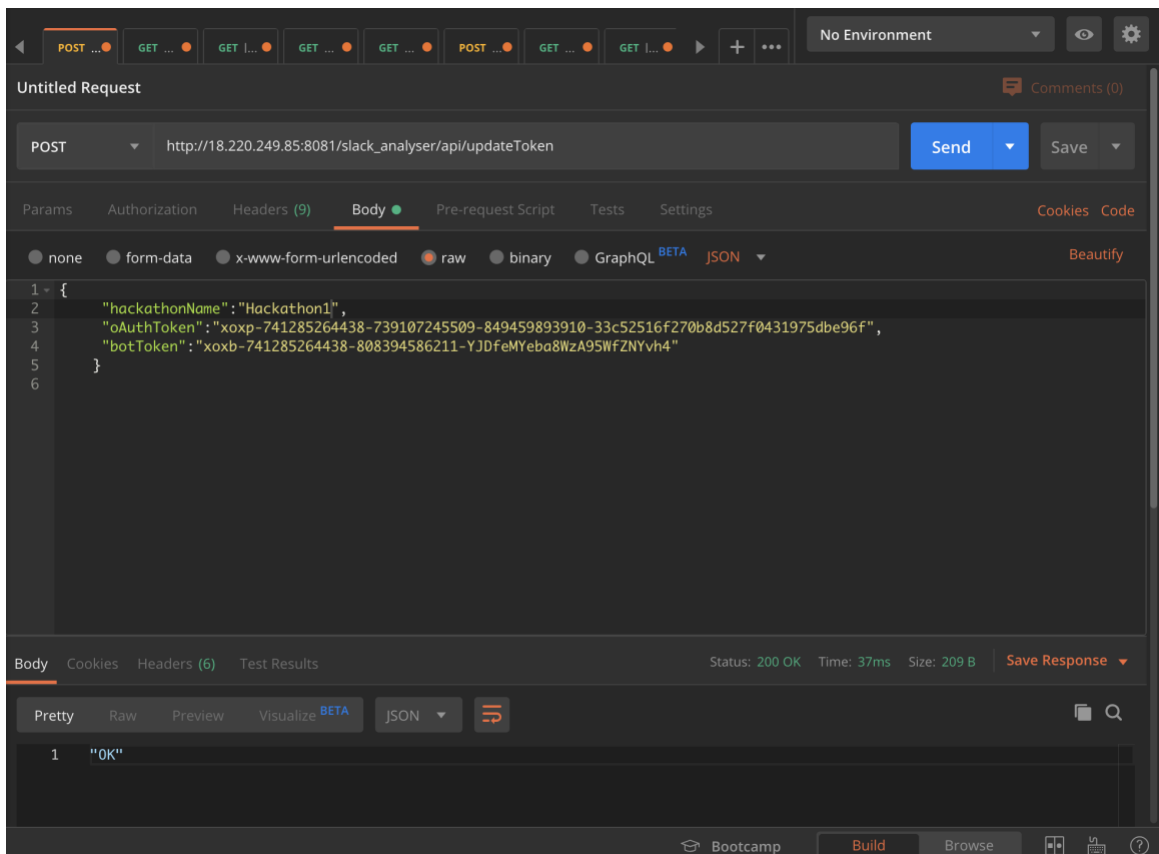 POST ... GET ... GET l... GET ... GET ... POST ... GET ... GET l... + ••• No Environment
Untitled Request Comments (0)
POST http://18.220.249.85:8081/slack_analyser/api/updateToken Send Save
Params Authorization Headers (9) Body Pre-request Script Tests Settings Cookies Code
none form-data x-www-form-urlencoded raw binary GraphQL BETA JSON Beautify
1 {
2 "hackathonName":"Hackathon1",
3 "oAuthToken":"xoxp-741285264438-739107245509-849459893910-33c52516f270b8d527f0431975dbe96f",
4 "botToken":"xoxb-741285264438-808394586211-YJDfeMYeba8WzA95WfZNYvh4"
5 }
6
Body Cookies Headers (6) Test Results Status: 200 OK Time: 37ms Size: 209 B Save Response
Pretty Raw Preview Visualize BETA JSON
1 "OK"
Bootcamp Build Browse